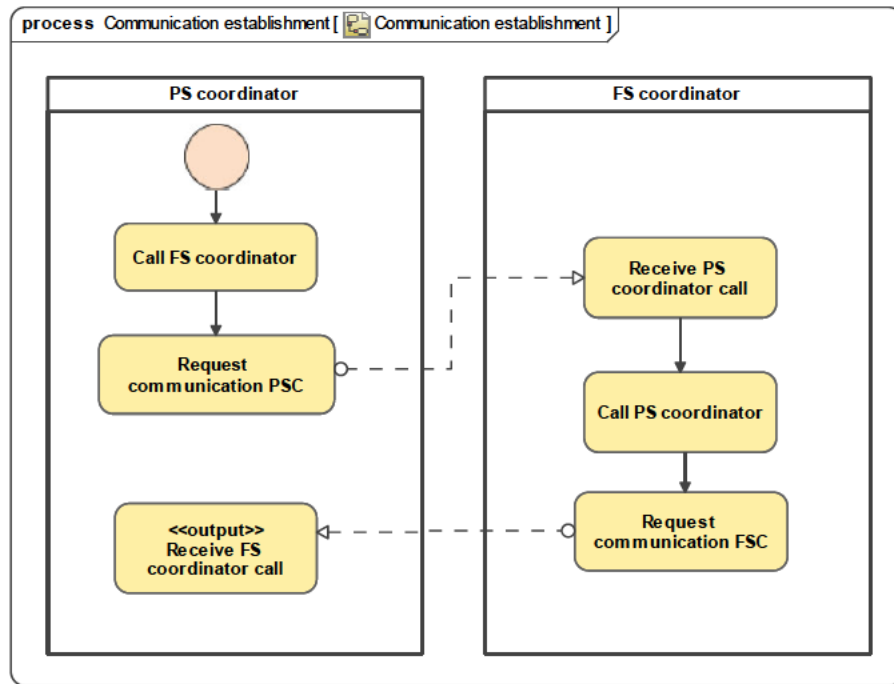 process Communication establishment [ Communication establishment ]
PS coordinator
FS coordinator
Call FS coordinator
Receive PS
coordinator call
Request
communication PSC
Call PS coordinator
<<output>>
Receive FS
coordinator call
Request
communication FSC